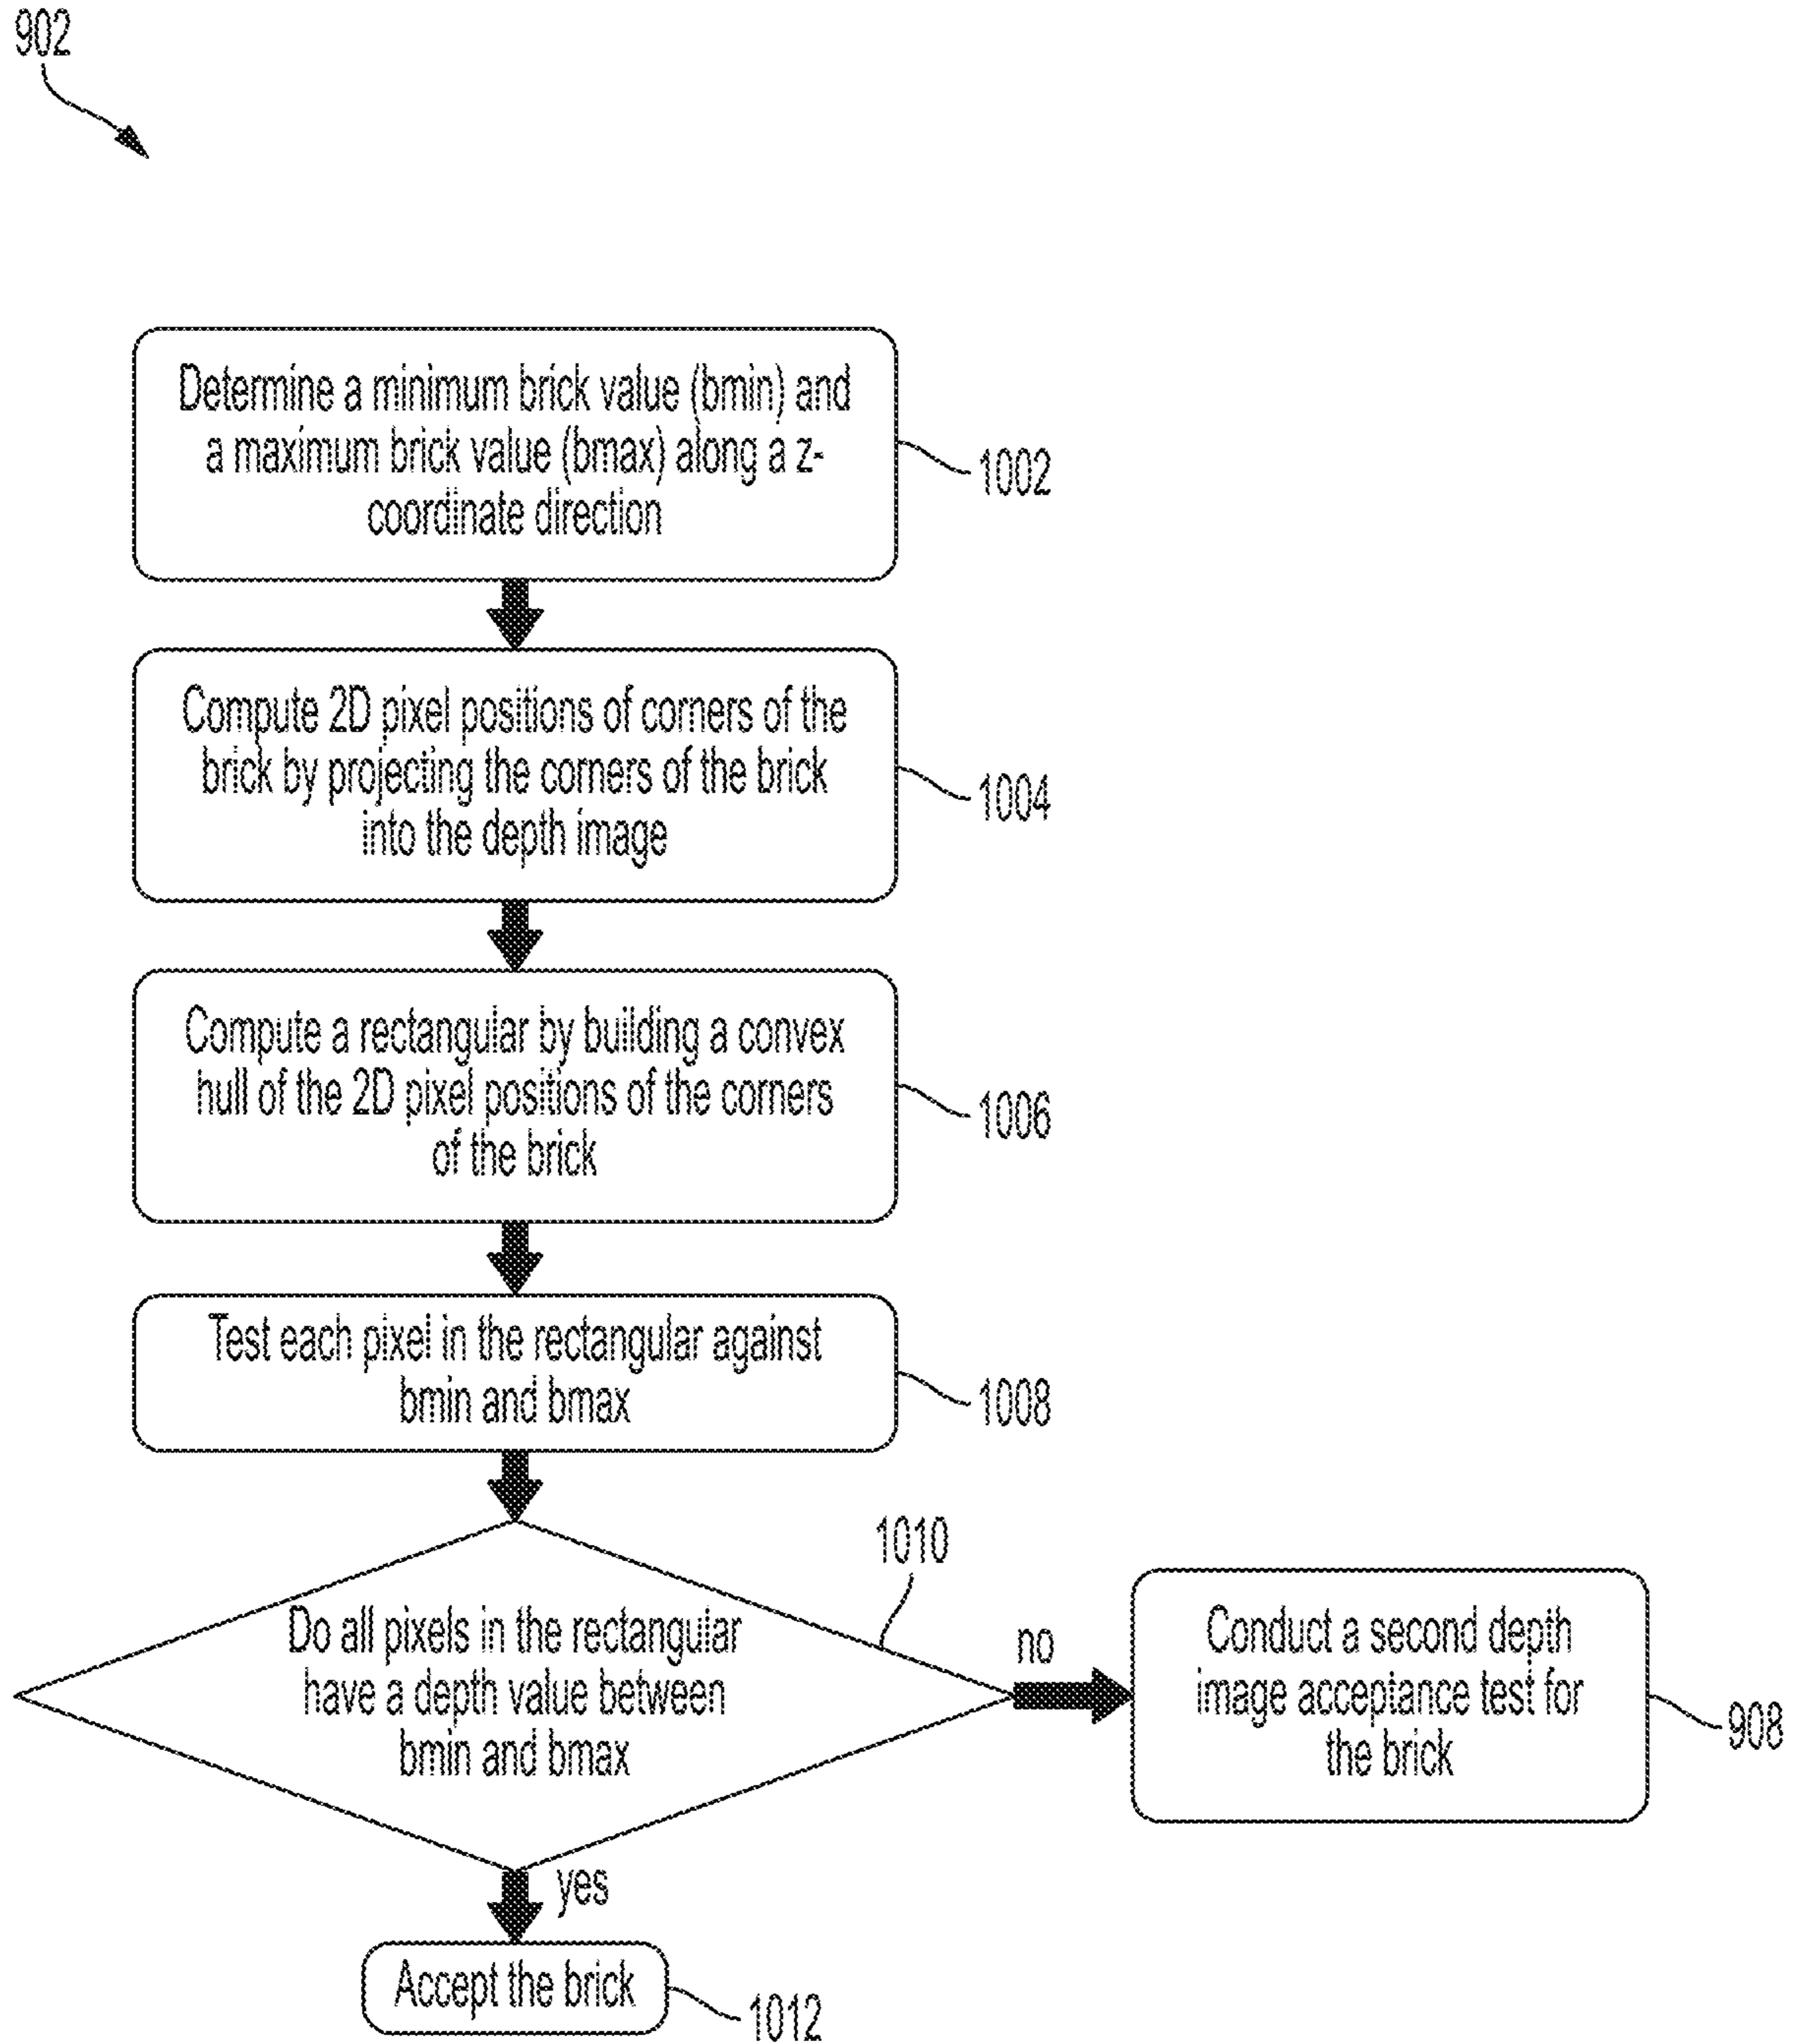 902
Determine a minimum brick value (bmin) and
a maximum brick value (bmax) along a z-
coordinate direction
1002
Compute 2D pixel positions of corners of the
brick by projecting the corners of the brick
into the depth image
1004
Compute a rectangular by building a convex
hull of the 2D pixel positions of the corners
of the brick
1006
Test each pixel in the rectangular against
bmin and bmax
1008
1010
Do all pixels in the rectangular
have a depth value between
bmin and bmax
no
Conduct a second depth
image acceptance test for
the brick
908
yes
Accept the brick
1012